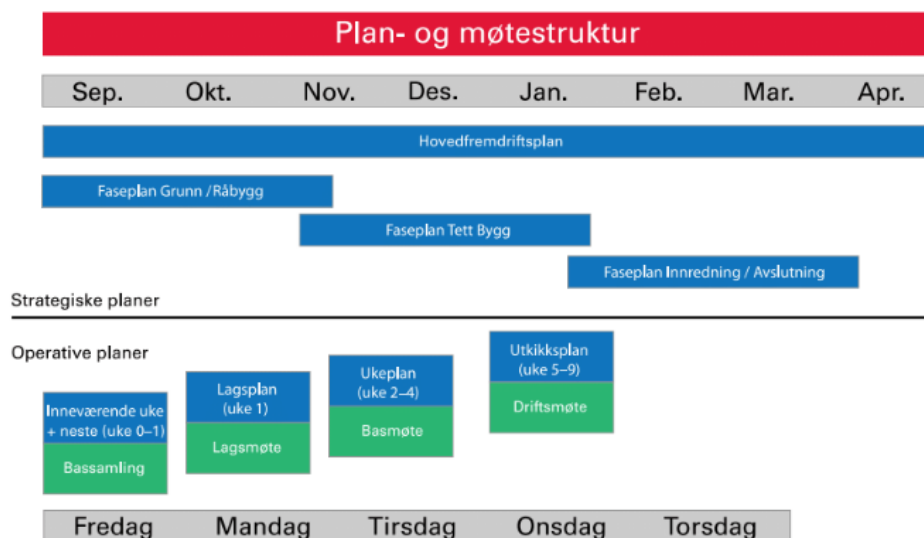 Plan- og møtestruktur
Sep. Okt. Nov. Des. Jan. Feb. Mar. Apr.
Hovedfremdriftsplan
Faseplan Grunn /Råbygg
Faseplan Tett Bygg
Faseplan Innredning / Avslutning
Strategiske planer
Operative planer
Inneværende uke
+ neste (uke 0–1)
Bassamling
Lagsplan
(uke 1)
Lagsmøte
Ukeplan
(uke 2–4)
Basmøte
Utkikksplan
(uke 5–9)
Driftsmøte
Fredag Mandag Tirsdag Onsdag Torsdag